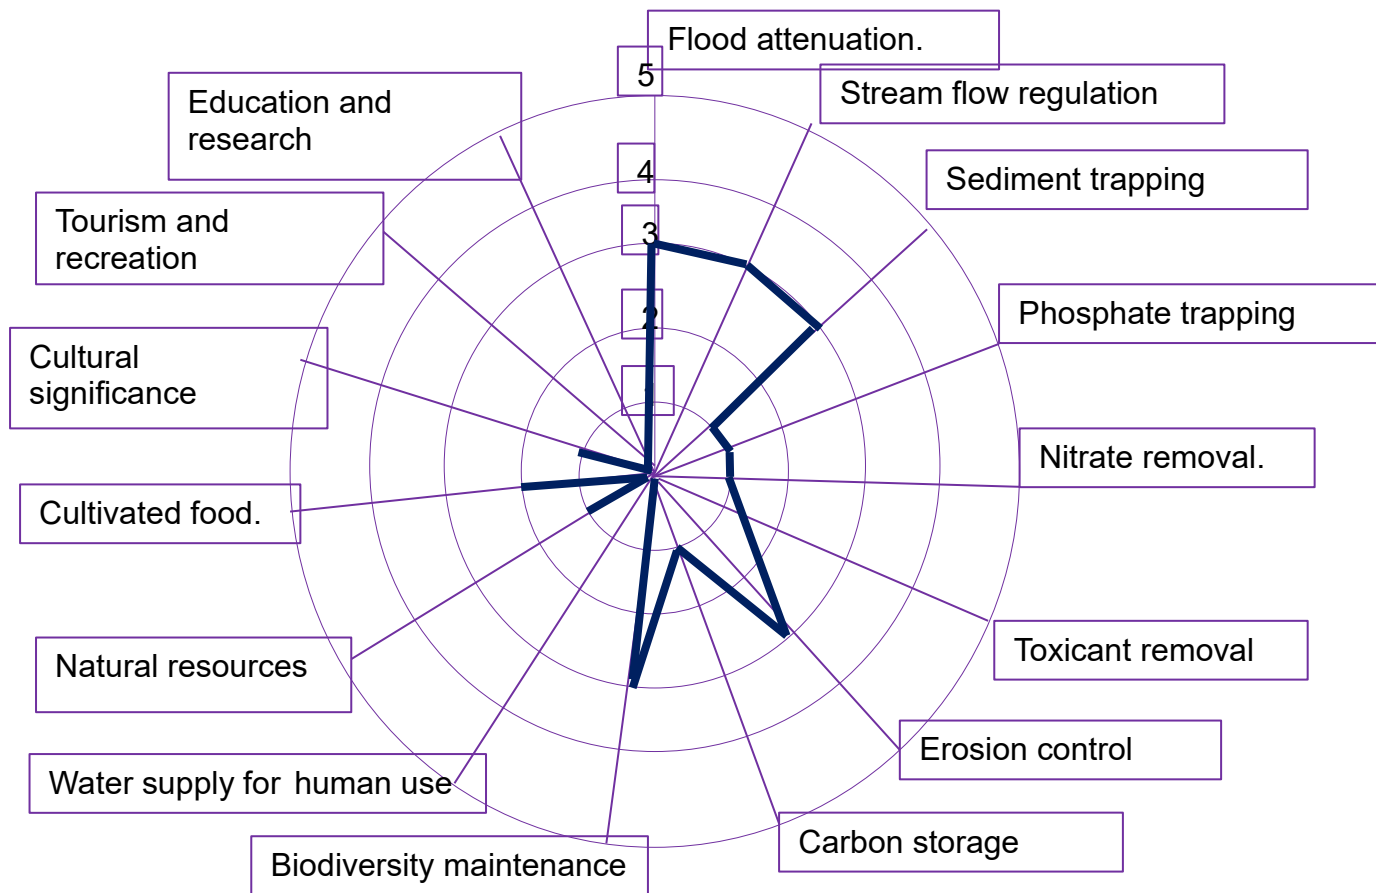 Flood attenuation.
5
Stream flow regulation
Education and
research
4
Sediment trapping
Tourism and
recreation
3
Phosphate trapping
2
Cultural
significance
Nitrate removal.
Cultivated food.
Toxicant removal
Natural resources
Erosion control
Water supply for human use
Carbon storage
Biodiversity maintenance